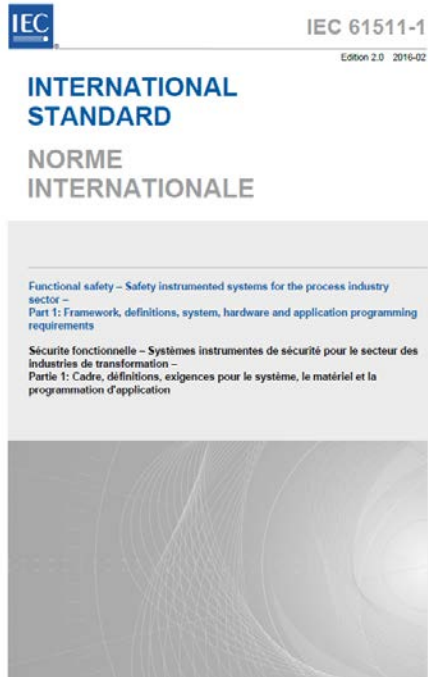 IEC
IEC 61511-1
Edition 2.0 2016-02
INTERNATIONAL
STANDARD
NORME
INTERNATIONALE
Functional safety – Safety instrumented systems for the process industry
sector –
Part 1: Framework, definitions, system, hardware and application programming
requirements
Sécurite fonctionnelle – Systèmes instrumentes de sécurité pour le secteur des
industries de transformation –
Partie 1: Cadre, définitions, exigences pour le système, le matériel et la
programmation d'application